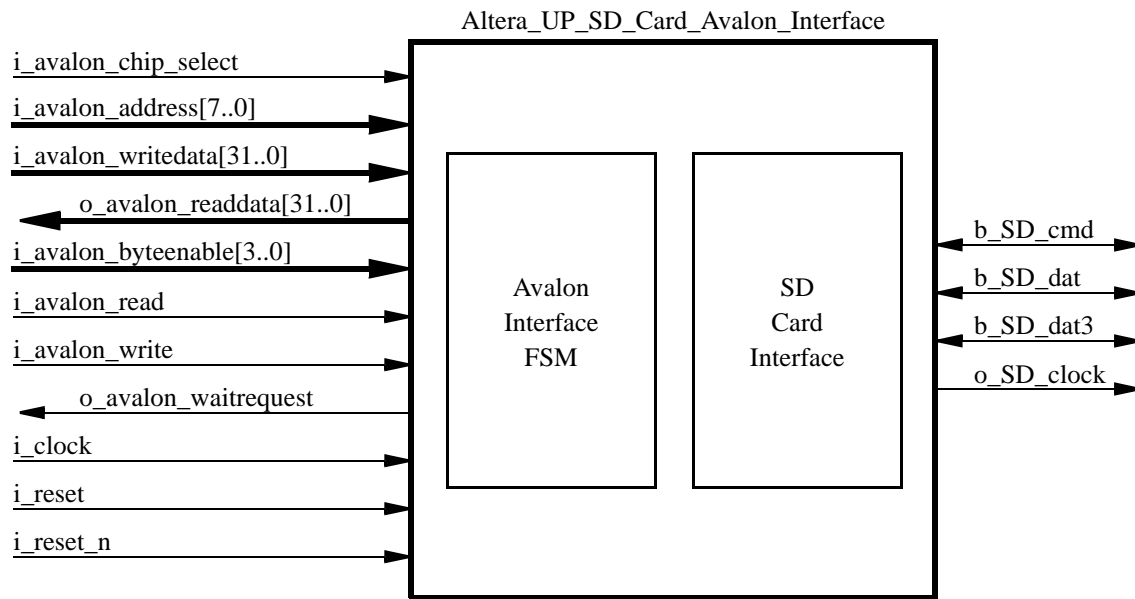 Altera_UP_SD_Card_Avalon_Interface
i_avalon_chip_select
i_avalon_address[7..0]
i_avalon_writedata[31..0]
o_avalon_readdata[31..0]
i_avalon_byteenable[3..0]
i_avalon_read
i_avalon_write
o_avalon_waitrequest
i_clock
i_reset
i_reset_n
Avalon
Interface
FSM
SD
Card
Interface
b_SD_cmd
b_SD_dat
b_SD_dat3
o_SD_clock